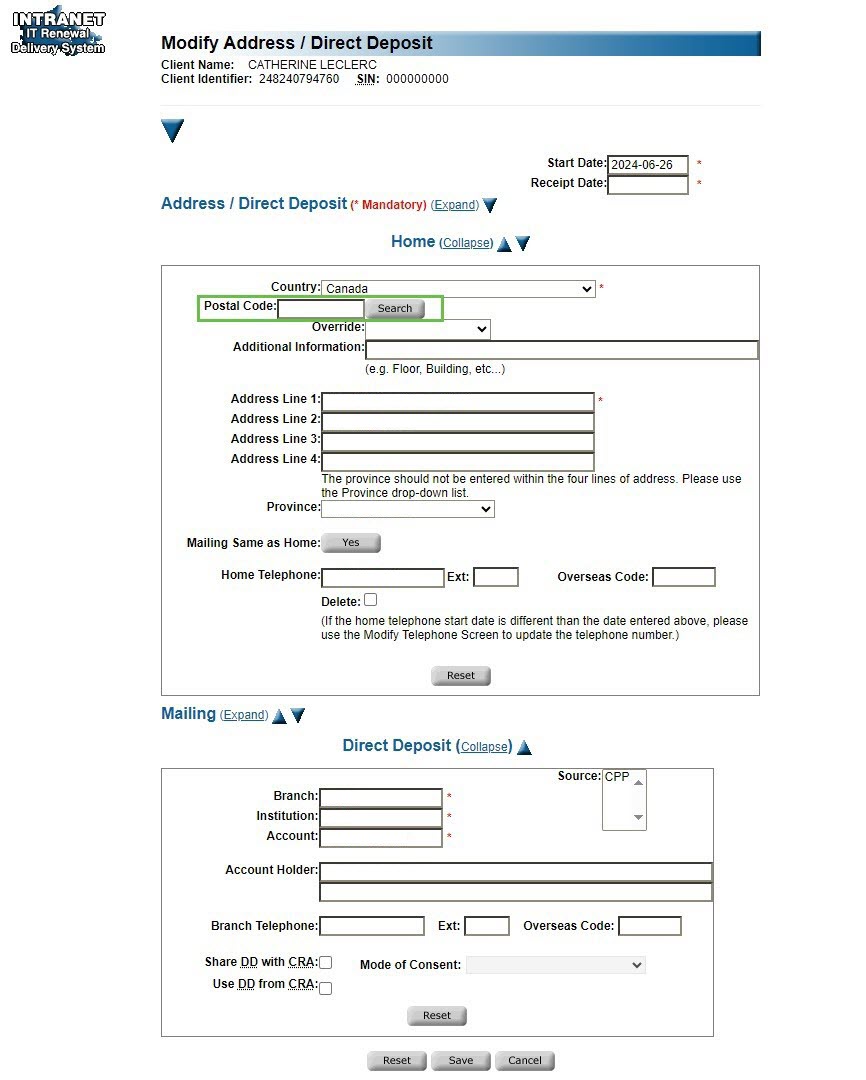 INTRANET
IT Renewal
Delivery System
Modify Address / Direct Deposit
Client Name: CATHERINE LECLERC
Client Identifier: 248240794760 SIN: 000000000
Start Date: 2024-06-26 *
Receipt Date: *
Address / Direct Deposit (* Mandatory) (Expand)
Home (Collapse)
Country: Canada *
Postal Code: Search
Override:
Additional Information:
(e.g. Floor, Building, etc...)
Address Line 1: *
Address Line 2:
Address Line 3:
Address Line 4:
The province should not be entered within the four lines of address. Please use
the Province drop-down list.
Province:
Mailing Same as Home: Yes
Home Telephone: Ext: Overseas Code:
Delete:
(If the home telephone start date is different than the date entered above, please
use the Modify Telephone Screen to update the telephone number.)
Reset
Mailing (Expand)
Direct Deposit (Collapse)
Source: CPP
Branch: *
Institution: *
Account: *
Account Holder:
Branch Telephone: Ext: Overseas Code:
Share DD with CRA: Mode of Consent:
Use DD from CRA:
Reset
Reset Save Cancel